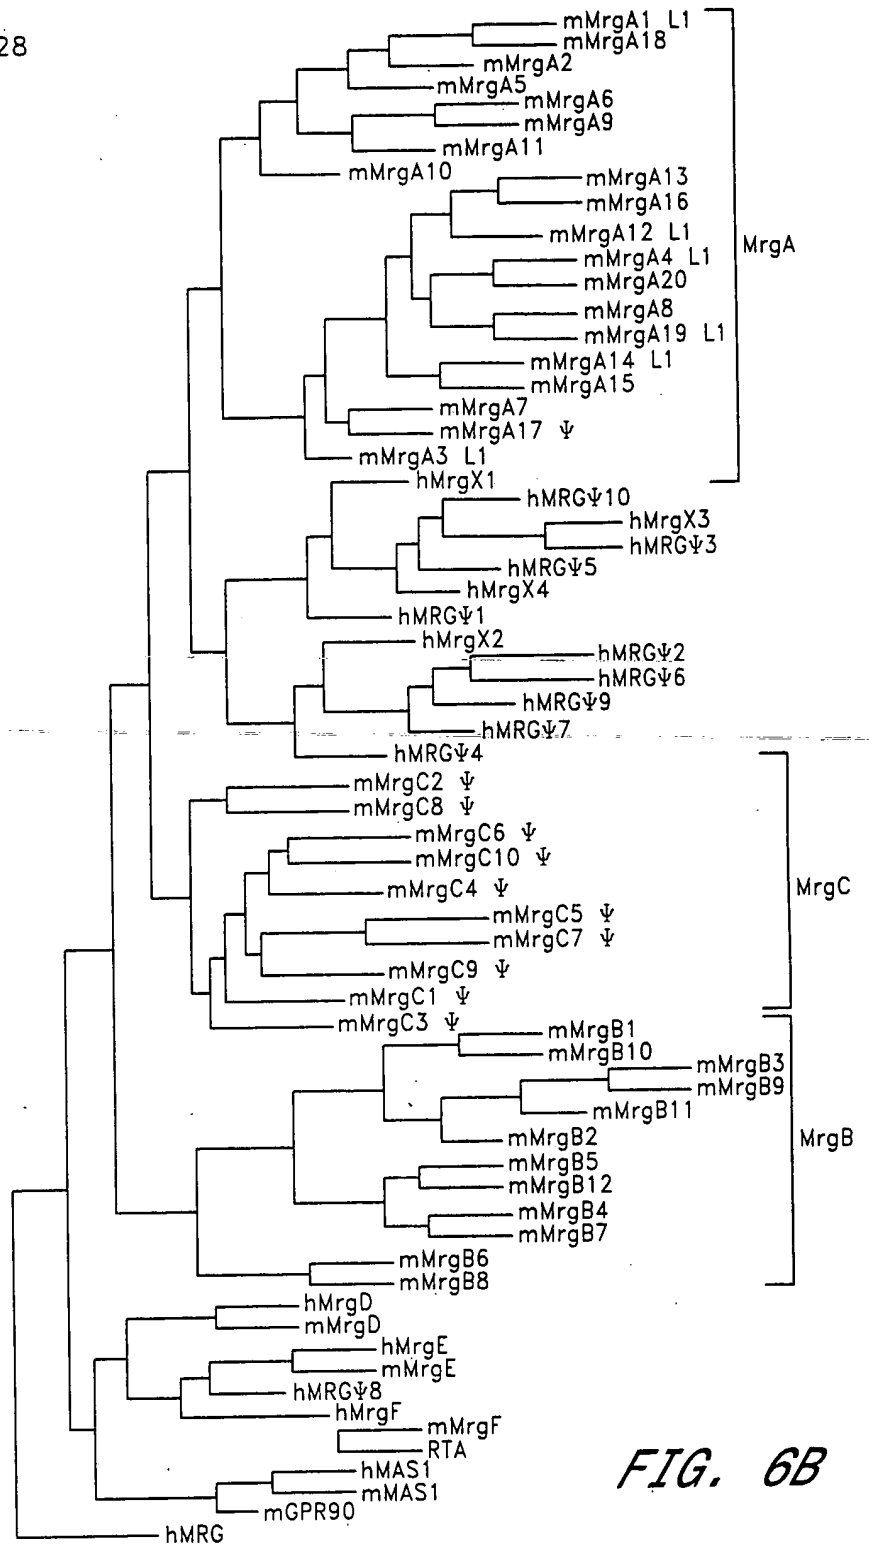 28
mMrgA1 L1
mMrgA18
mMrgA2
mMrgA5
mMrgA6
mMrgA9
mMrgA11
mMrgA10
mMrgA13
mMrgA16
mMrgA12 L1
MrgA
mMrgA4 L1
mMrgA20
mMrgA8
mMrgA19 L1
mMrgA14 L1
mMrgA15
mMrgA7
mMrgA17 Ψ
mMrgA3 L1
hMrgX1
hMRGΨ10
hMrgX3
hMRGΨ3
hMRGΨ5
hMrgX4
hMRGΨ1
hMrgX2
hMRGΨ2
hMRGΨ6
hMRGΨ9
hMRGΨ7
hMRGΨ4
mMrgC2 Ψ
mMrgC8 Ψ
mMrgC6 Ψ
mMrgC10 Ψ
mMrgC4 Ψ
MrgC
mMrgC5 Ψ
mMrgC7 Ψ
mMrgC9 Ψ
mMrgC1 Ψ
mMrgC3 Ψ
mMrgB1
mMrgB10
mMrgB3
mMrgB9
mMrgB11
mMrgB2
MrgB
mMrgB5
mMrgB12
mMrgB4
mMrgB7
mMrgB6
mMrgB8
hMrgD
mMrgD
hMrgE
mMrgE
hMRGΨ8
hMrgF
mMrgF
RTA
hMAS1
mMAS1
mGPR90
hMRG
FIG. 6B